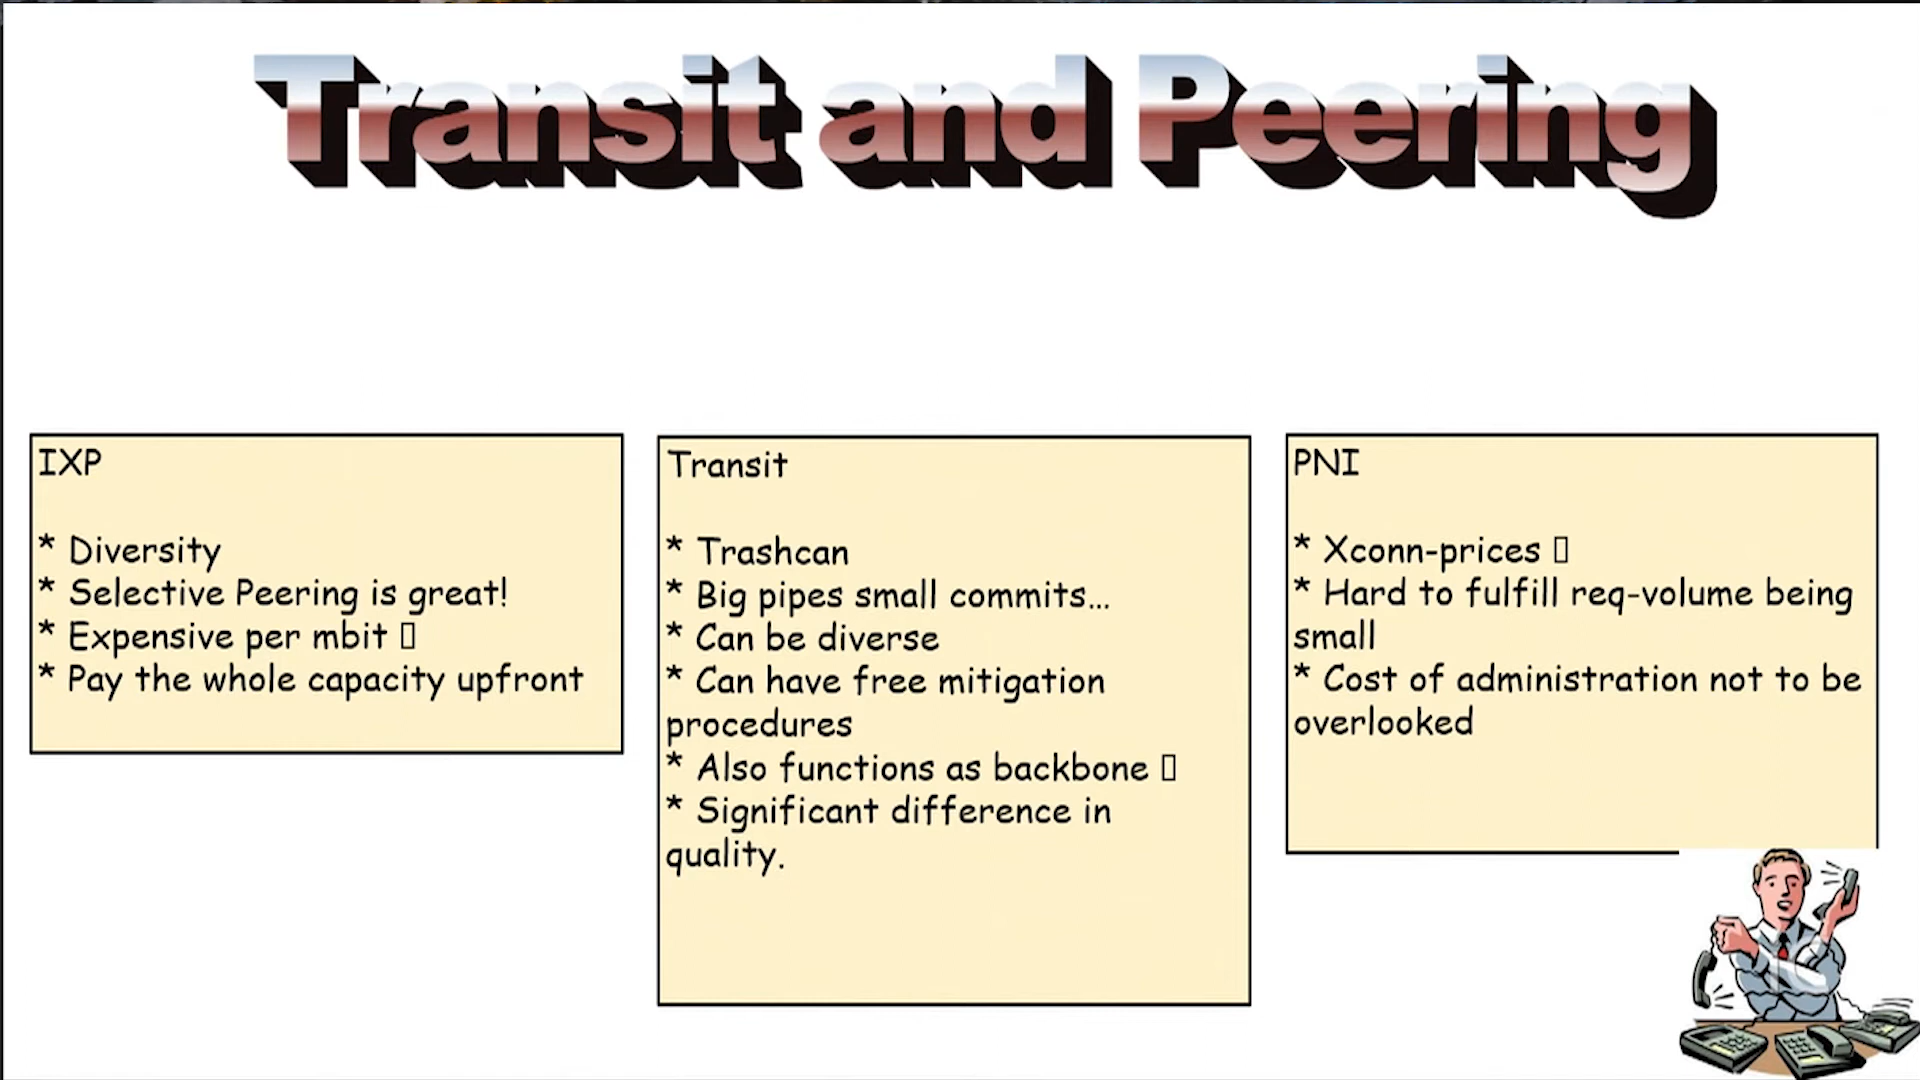 Transit and Peering
IXP
* Diversity
* Selective Peering is great!
* Expensive per mbit ▯
* Pay the whole capacity upfront
Transit
* Trashcan
* Big pipes small commits...
* Can be diverse
* Can have free mitigation
procedures
* Also functions as backbone ▯
* Significant difference in
quality.
PNI
* Xconn-prices ▯
* Hard to fulfill req-volume being
small
* Cost of administration not to be
overlooked